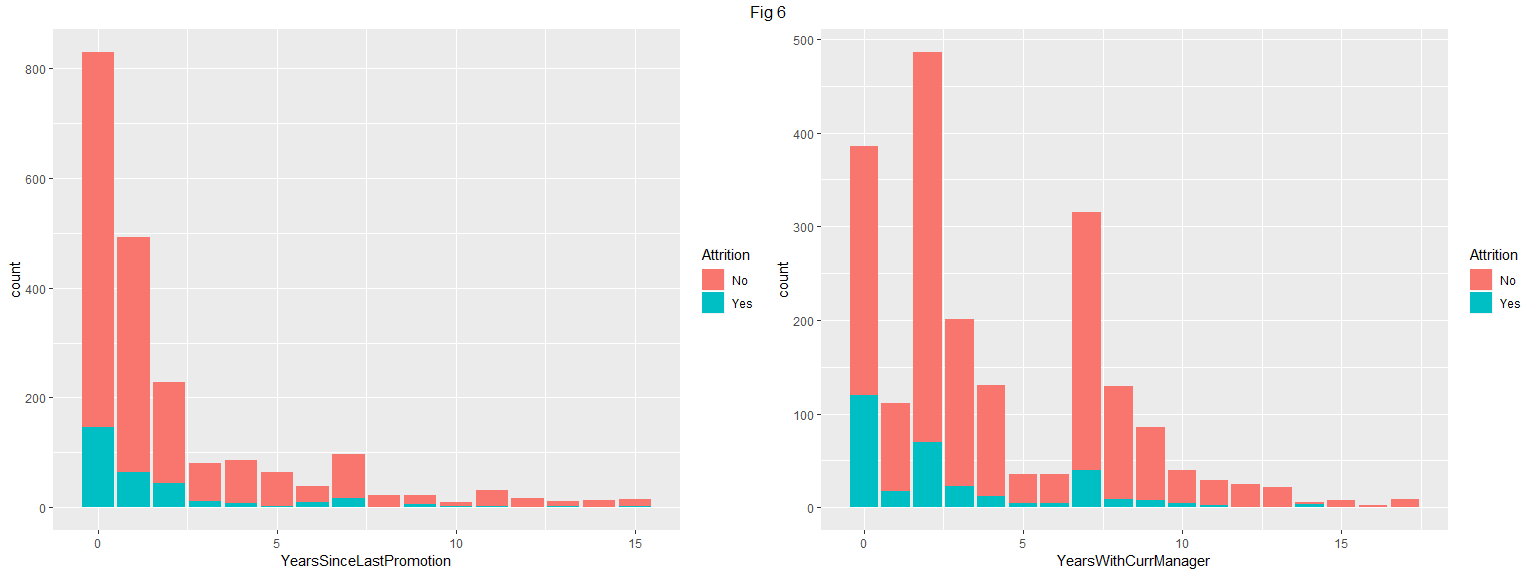 Fig 6
count
800
600
400
200
0
0 5 10 15
YearsSinceLastPromotion
Attrition
No
Yes
count
500
400
300
200
100
0
0 5 10 15
YearsWithCurrManager
Attrition
No
Yes